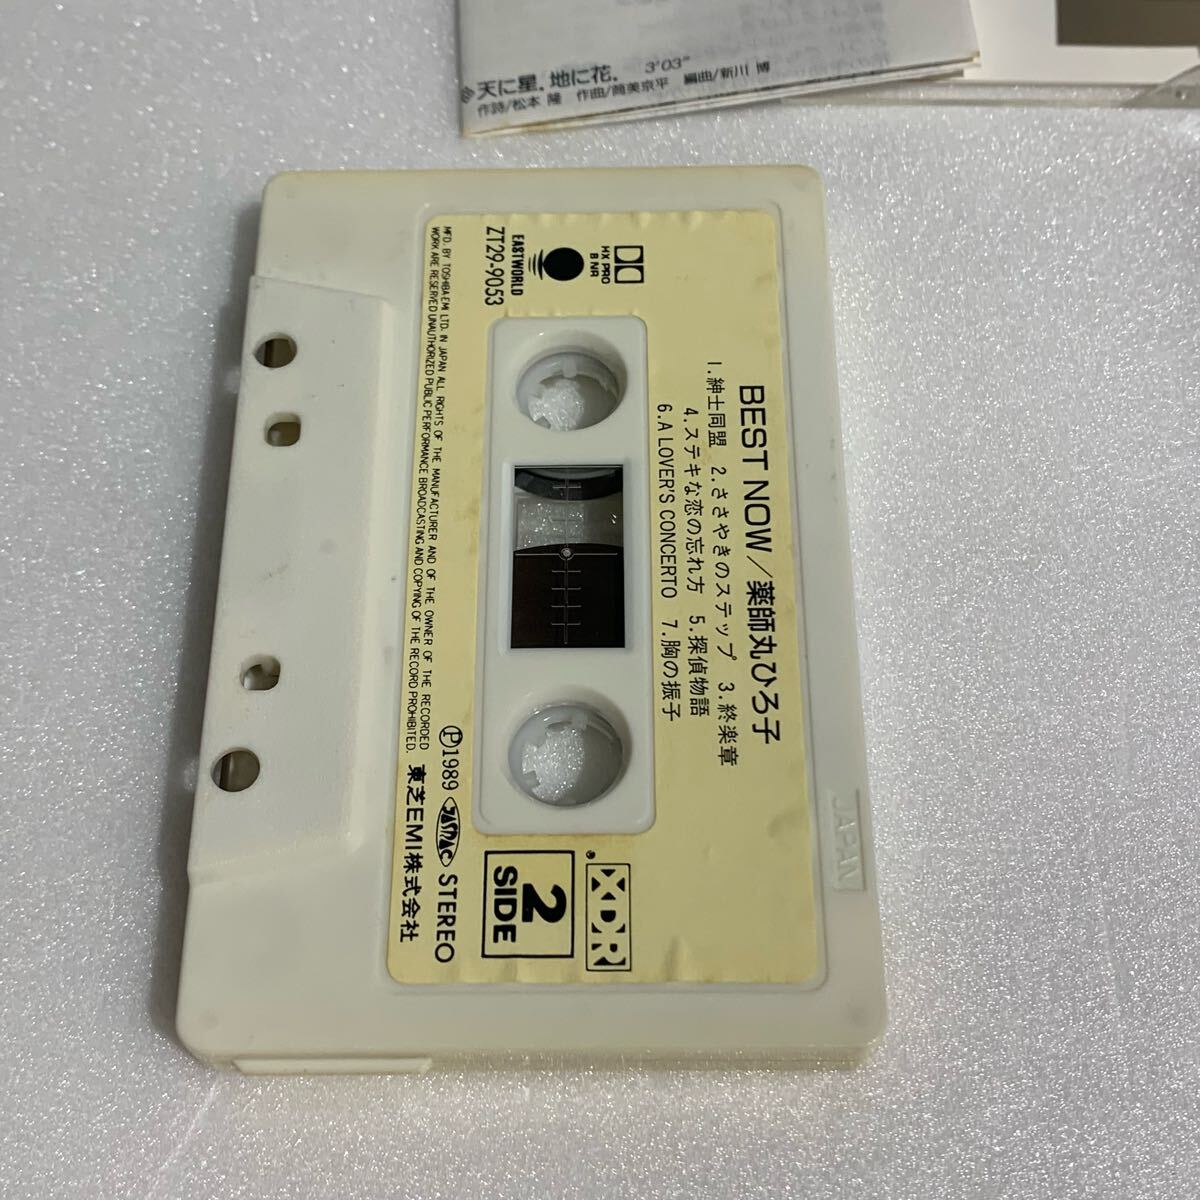 天に星. 地に花. 3'03"
作詩/松本 隆 作曲/筒美京平 編曲/新川 博
BEST NOW/薬師丸ひろ子
1.紳士同盟 2.ささやきのステップ 3.終楽章
4.ステキな恋の忘れ方 5.探偵物語
6.A LOVER'S CONCERTO 7.胸の振子
HX PRO
B NR
EASTWORLD
ZT29-9053
XDR
SIDE
2
Ⓟ1989 JASRAC STEREO
MFD. BY TOSHIBA EMI LTD. IN JAPAN ALL RIGHTS OF THE MANUFACTURER AND OF THE OWNER OF THE RECORDED
WORK ARE RESERVED UNAUTHORIZED PUBLIC PERFORMANCE BROADCASTING AND COPYING OF THE RECORD PROHIBITED.
東芝EMI株式会社
JAPAN